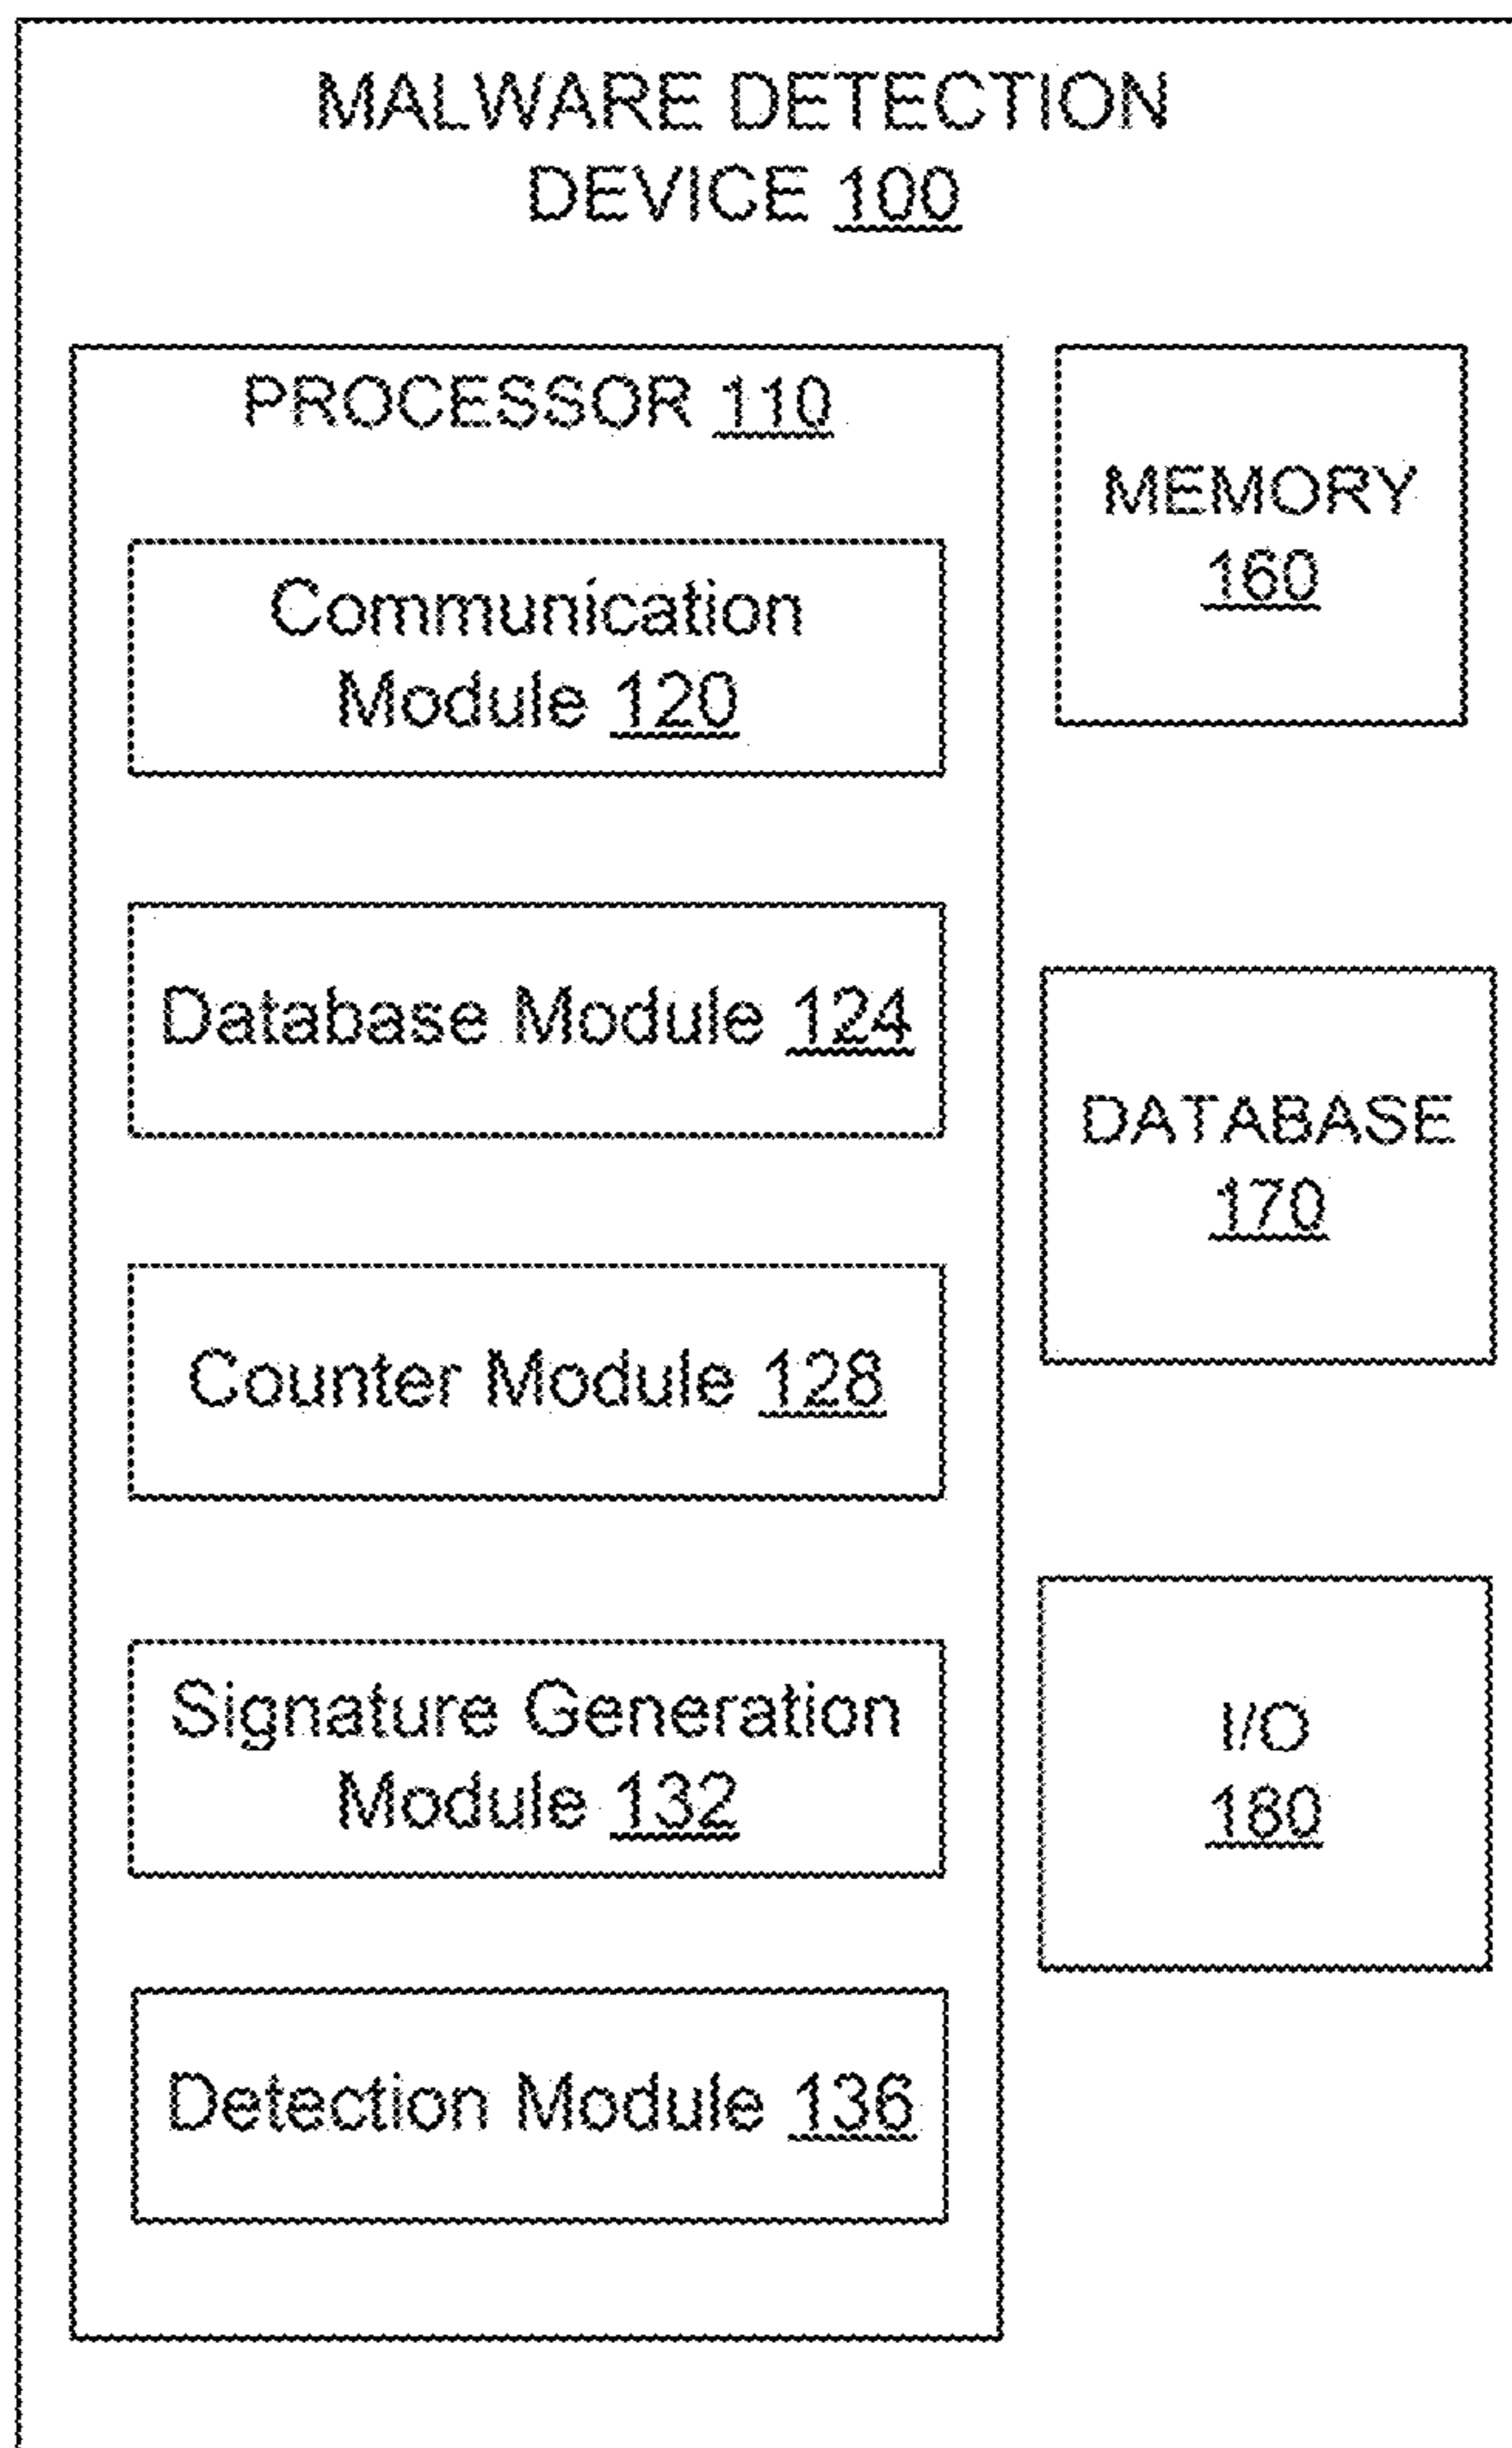 MALWARE DETECTION
DEVICE 100
PROCESSOR 110
Communication
Module 120
Database Module 124
Counter Module 128
Signature Generation
Module 132
Detection Module 136
MEMORY
160
DATABASE
170
I/O
180